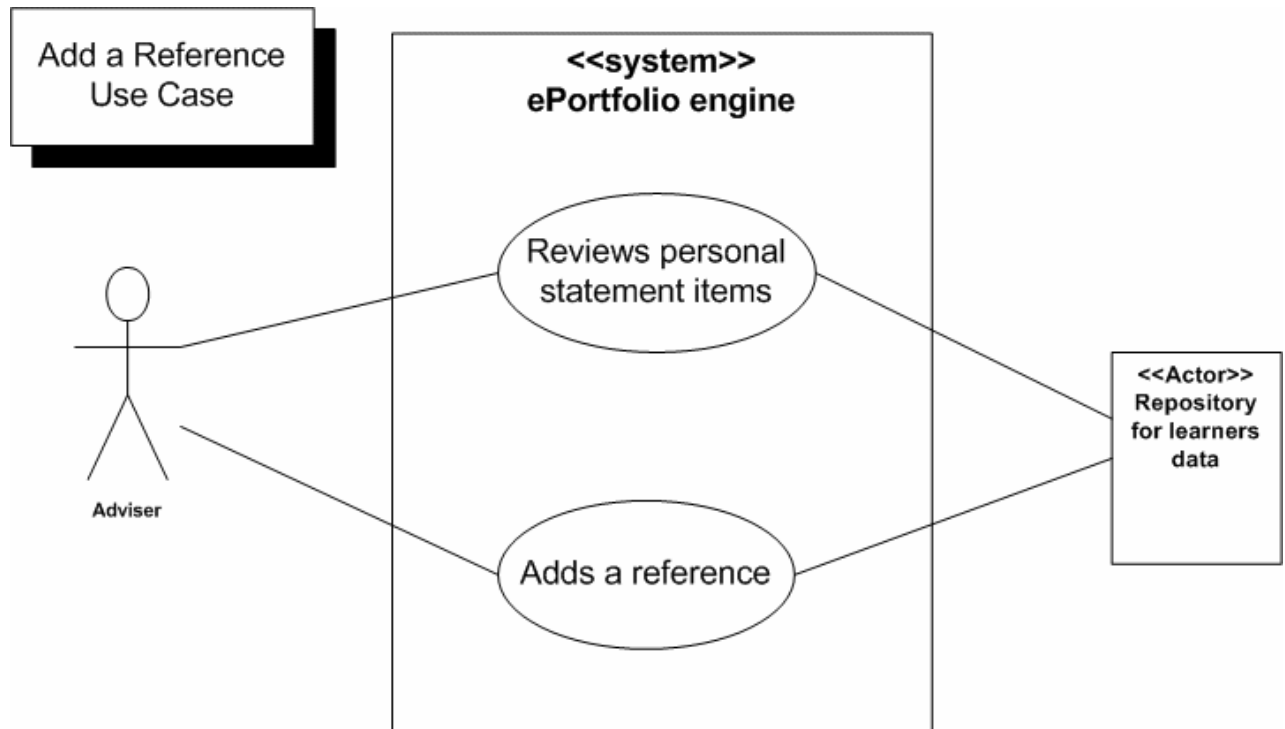 Add a Reference
Use Case
<<system>>
ePortfolio engine
Reviews personal
statement items
<<Actor>>
Repository
for learners
data
Adviser
Adds a reference